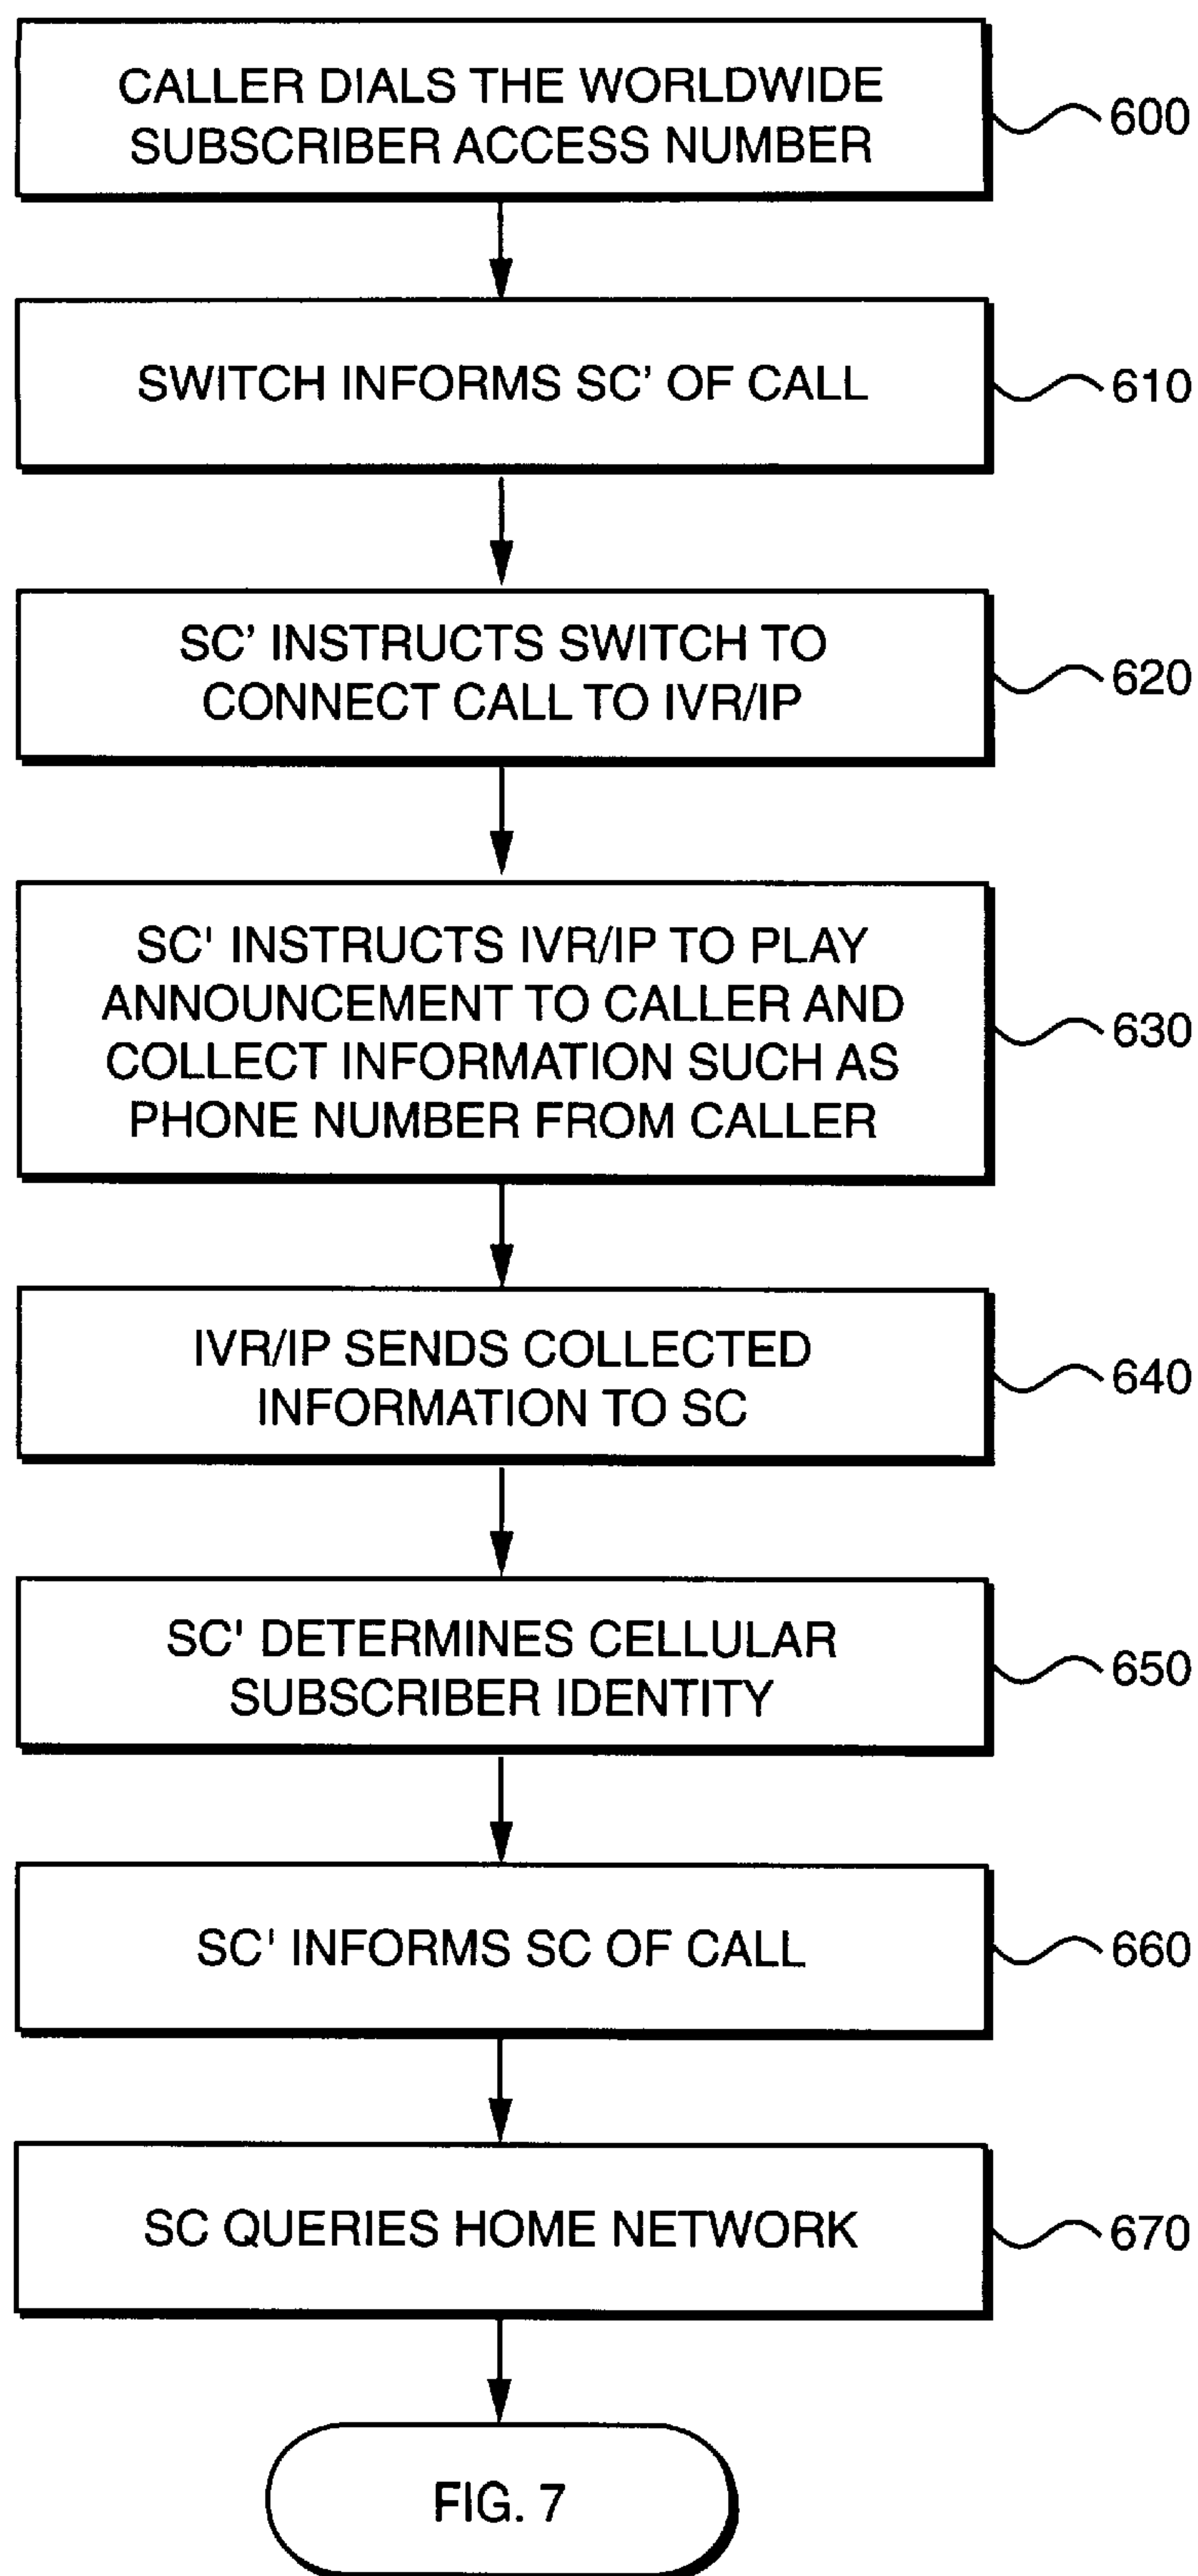 CALLER DIALS THE WORLDWIDE
SUBSCRIBER ACCESS NUMBER
600
SWITCH INFORMS SC’ OF CALL
610
SC’ INSTRUCTS SWITCH TO
CONNECT CALL TO IVR/IP
620
SC' INSTRUCTS IVR/IP TO PLAY
ANNOUNCEMENT TO CALLER AND
COLLECT INFORMATION SUCH AS
PHONE NUMBER FROM CALLER
630
IVR/IP SENDS COLLECTED
INFORMATION TO SC
640
SC' DETERMINES CELLULAR
SUBSCRIBER IDENTITY
650
SC' INFORMS SC OF CALL
660
SC QUERIES HOME NETWORK
670
FIG. 7